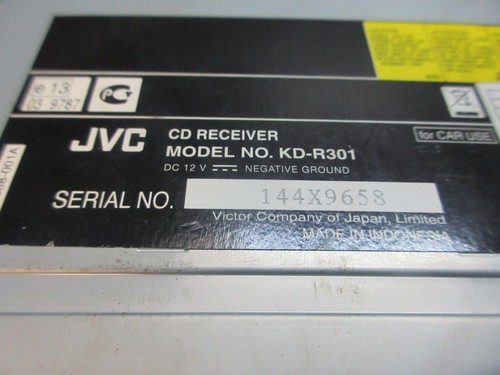 e 13
03 9787
JVC
CD RECEIVER
MODEL NO. KD-R301
for CAR USE
DC 12 V NEGATIVE GROUND
SERIAL NO. 144X9658
Victor Company of Japan, Limited
MADE IN INDONESIA